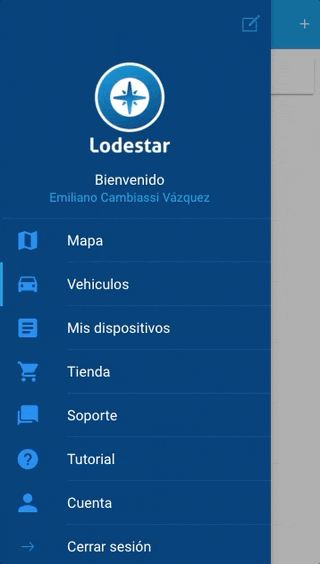 Lodestar
Bienvenido
Emiliano Cambiassi Vázquez
Mapa
Vehiculos
Mis dispositivos
Tienda
Soporte
Tutorial
Cuenta
Cerrar sesión